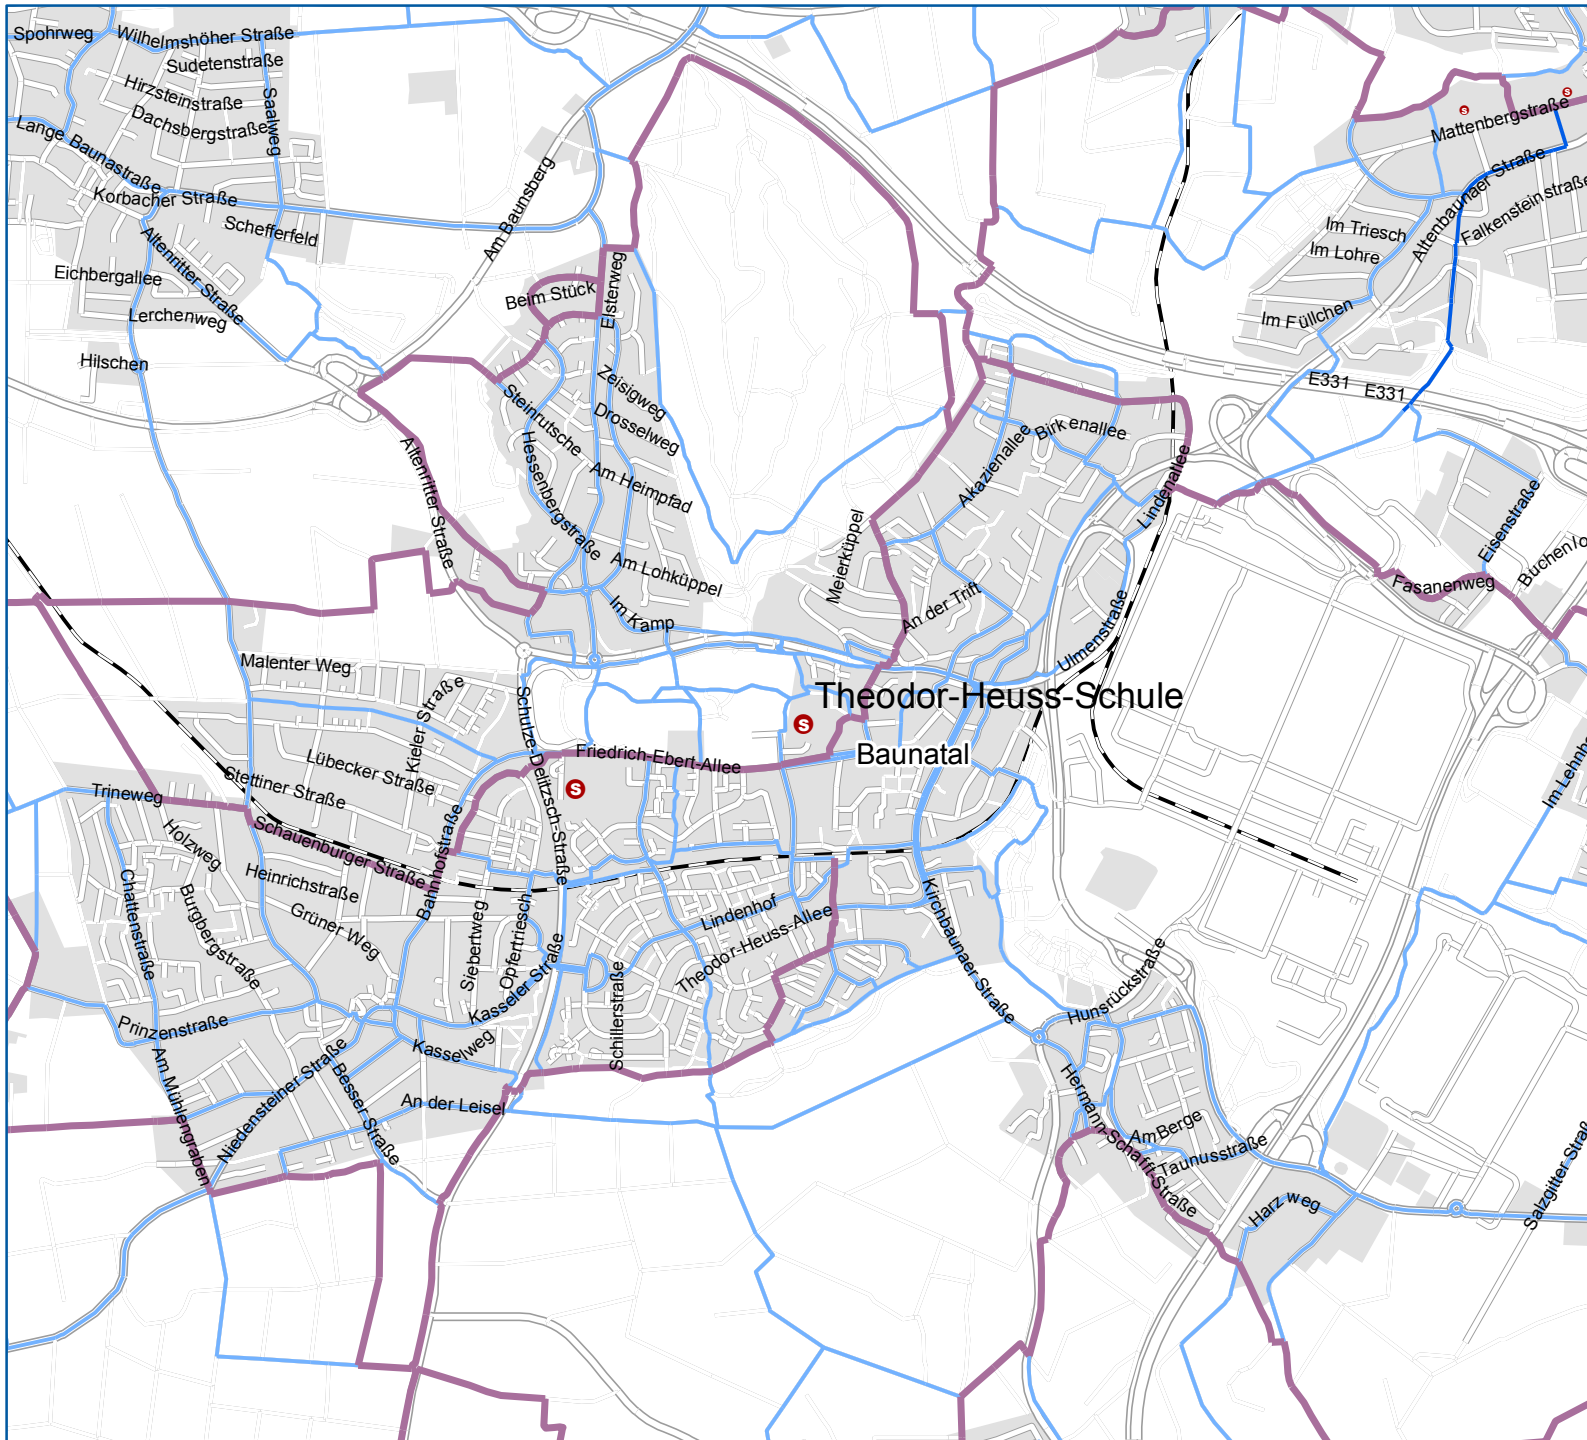 Spohrweg
Wilhelmshöher Straße
Sudetenstraße
Hirzsteinstraße
Dachsbergstraße
Saalweg
Lange Baunastraße
Korbacher Straße
Schefferfeld
Altenritter Straße
Eichbergallee
Lerchenweg
Hilschen
Am Baunsberg
Beim Stück
Elsterweg
Zeisigweg
Drosselweg
Steinrutsche
Hessenbergstraße
Am Heimpfad
Am Lohküppel
Im Kamp
Altenritter Straße
Mattenbergstraße
Altenbaunaer Straße
Falkensteinstraße
Im Triesch
Im Lohre
Im Füllchen
E331
E331
Birkenallee
Akazienallee
Lindenallee
Meierküppel
An der Trift
Ulmenstraße
Eisenstraße
Fasanenweg
Malenter Weg
Kieler Straße
Lübecker Straße
Stettiner Straße
Schulze-Delitzsch-Straße
Friedrich-Ebert-Allee
Theodor-Heuss-Schule
S
Baunatal
S
S
S
Trineweg
Holzweg
Schauenburger Straße
Bahnhofstraße
Heinrichstraße
Grüner Weg
Burgbergstraße
Chattenstraße
Siebertweg
Opfertriesch
Kasseler Straße
Lindenhof
Theodor-Heuss-Allee
Schillerstraße
Kirchbaunaer Straße
Hunsrückstraße
Prinzenstraße
Am Mühlengraben
Niedensteiner Straße
Besser Straße
Kasselweg
An der Leisel
Hermann-Schafft-Straße
Am Berge
Taunusstraße
Harzweg